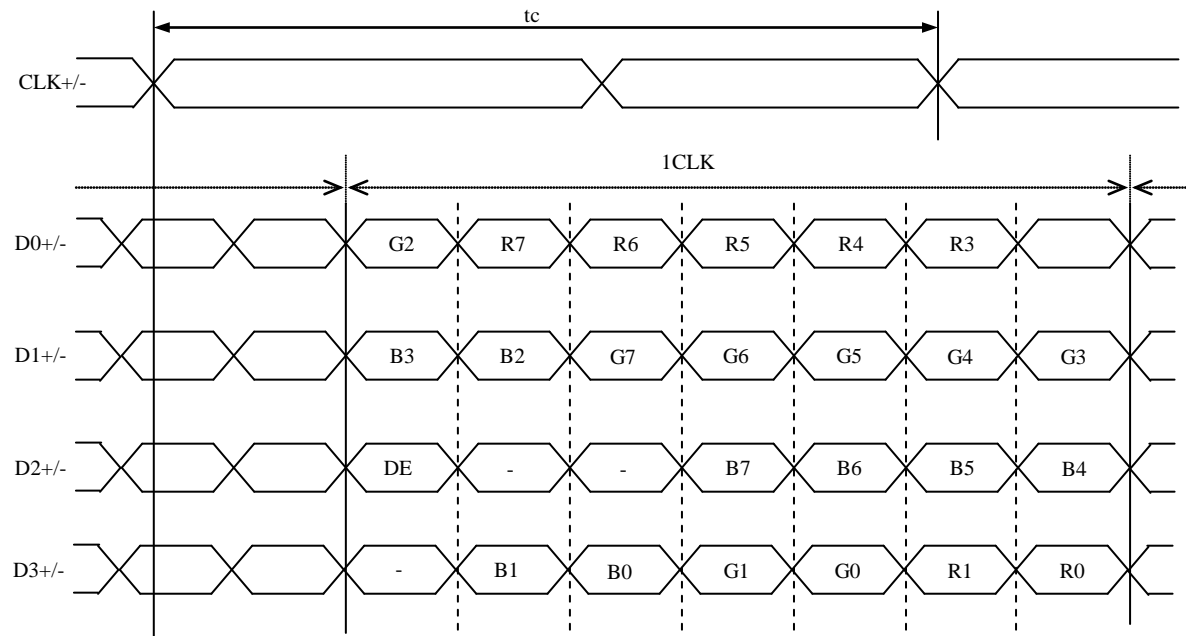 tc
CLK+/-
1CLK
D0+/- G2 R7 R6 R5 R4 R3
D1+/- B3 B2 G7 G6 G5 G4 G3
D2+/- DE - - B7 B6 B5 B4
D3+/- - B1 B0 G1 G0 R1 R0